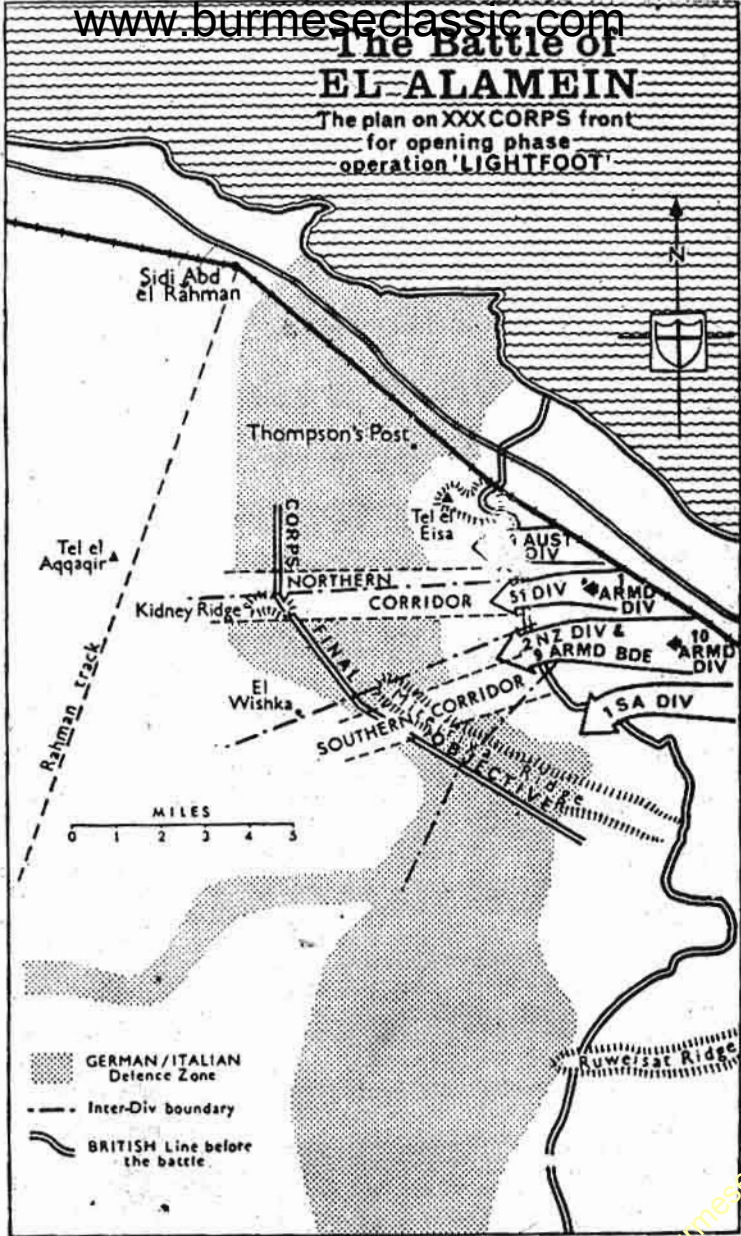 www.burmeseclassic.com
The Battle of
EL ALAMEIN
The plan on XXX CORPS front
for opening phase
operation 'LIGHTFOOT'
N
Sidi Abd
el Rahman
Thompson's Post
Tel el
Eisa
CORPS
AUST
DIV
Tel el
Aqqaqir
NORTHERN
CORRIDOR
51 DIV
1
ARMD
DIV
Kidney Ridge
FINAL
2 NZ DIV &
9 ARMD BDE
10
ARMD
DIV
El
Wishka
Miteiriya Ridge
SOUTHERN CORRIDOR
1 SA DIV
OBJECTIVE
Rahman track
MILES
0 1 2 3 4 5
GERMAN/ITALIAN
Defence Zone
Inter-Div boundary
BRITISH Line before
the battle
Ruweisat Ridge